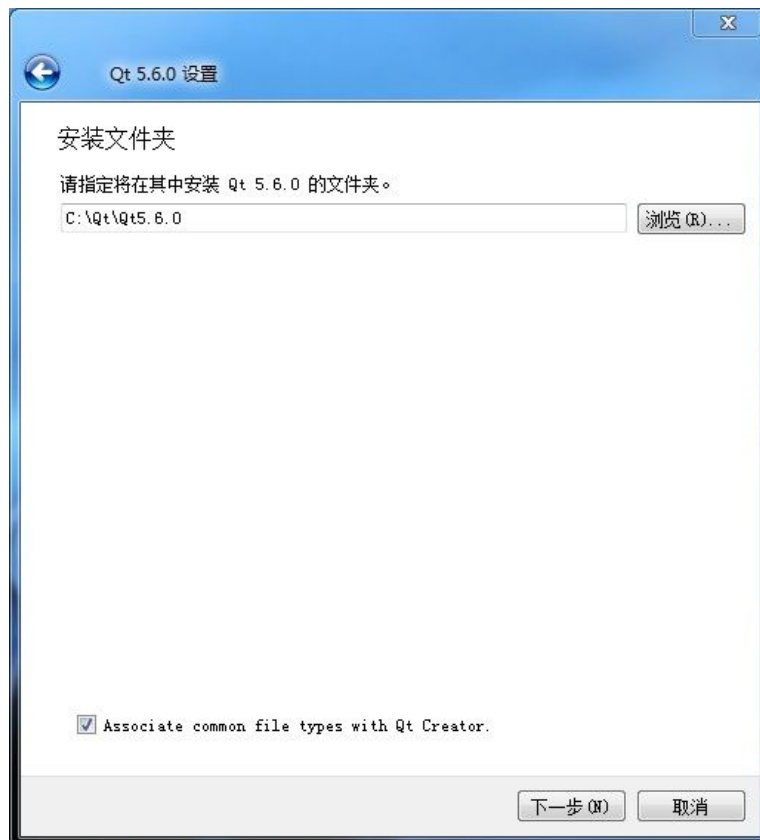 Qt 5.6.0 设置
安装文件夹
请指定将在其中安装 Qt 5.6.0 的文件夹。
C:\Qt\Qt5.6.0
浏览(R)...
Associate common file types with Qt Creator.
下一步(N)
取消